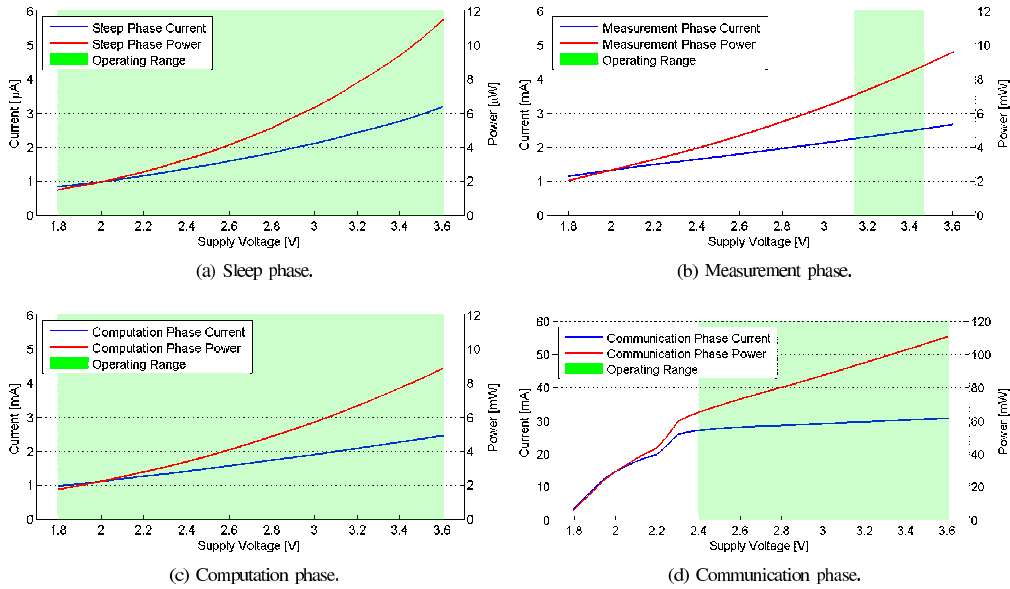 Sleep Phase Current
Sleep Phase Power
Operating Range
6
5
4
3
2
1
0
Current [µA]
12
10
8
6
4
2
0
Power [µW]
1.8 2 2.2 2.4 2.6 2.8 3 3.2 3.4 3.6
Supply Voltage [V]
(a) Sleep phase.
Measurement Phase Current
Measurement Phase Power
Operating Range
6
5
4
3
2
1
0
Current [mA]
12
10
8
6
4
2
0
Power [mW]
1.8 2 2.2 2.4 2.6 2.8 3 3.2 3.4 3.6
Supply Voltage [V]
(b) Measurement phase.
Computation Phase Current
Computation Phase Power
Operating Range
6
5
4
3
2
1
0
Current [mA]
12
10
8
6
4
2
0
Power [mW]
1.8 2 2.2 2.4 2.6 2.8 3 3.2 3.4 3.6
Supply Voltage [V]
(c) Computation phase.
Communication Phase Current
Communication Phase Power
Operating Range
60
50
40
30
20
10
0
Current [mA]
120
100
80
60
40
20
0
Power [mW]
1.8 2 2.2 2.4 2.6 2.8 3 3.2 3.4 3.6
Supply Voltage [V]
(d) Communication phase.